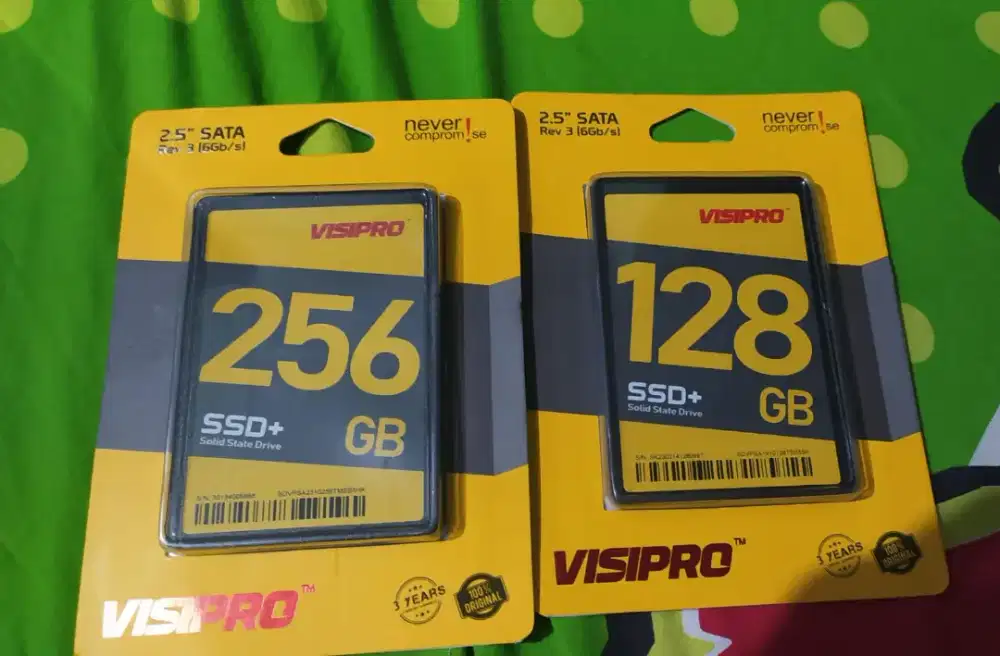 2.5" SATA
Rev 3 (6Gb/s)
never
comprom!se
VISIPRO
256
SSD+
Solid State Drive
GB
VISIPRO™
3 YEARS
100%
ORIGINAL
2.5" SATA
Rev 3 (6Gb/s)
never
comprom!se
VISIPRO
128
SSD+
Solid State Drive
GB
VISIPRO™
3 YEARS
100%
ORIGINAL